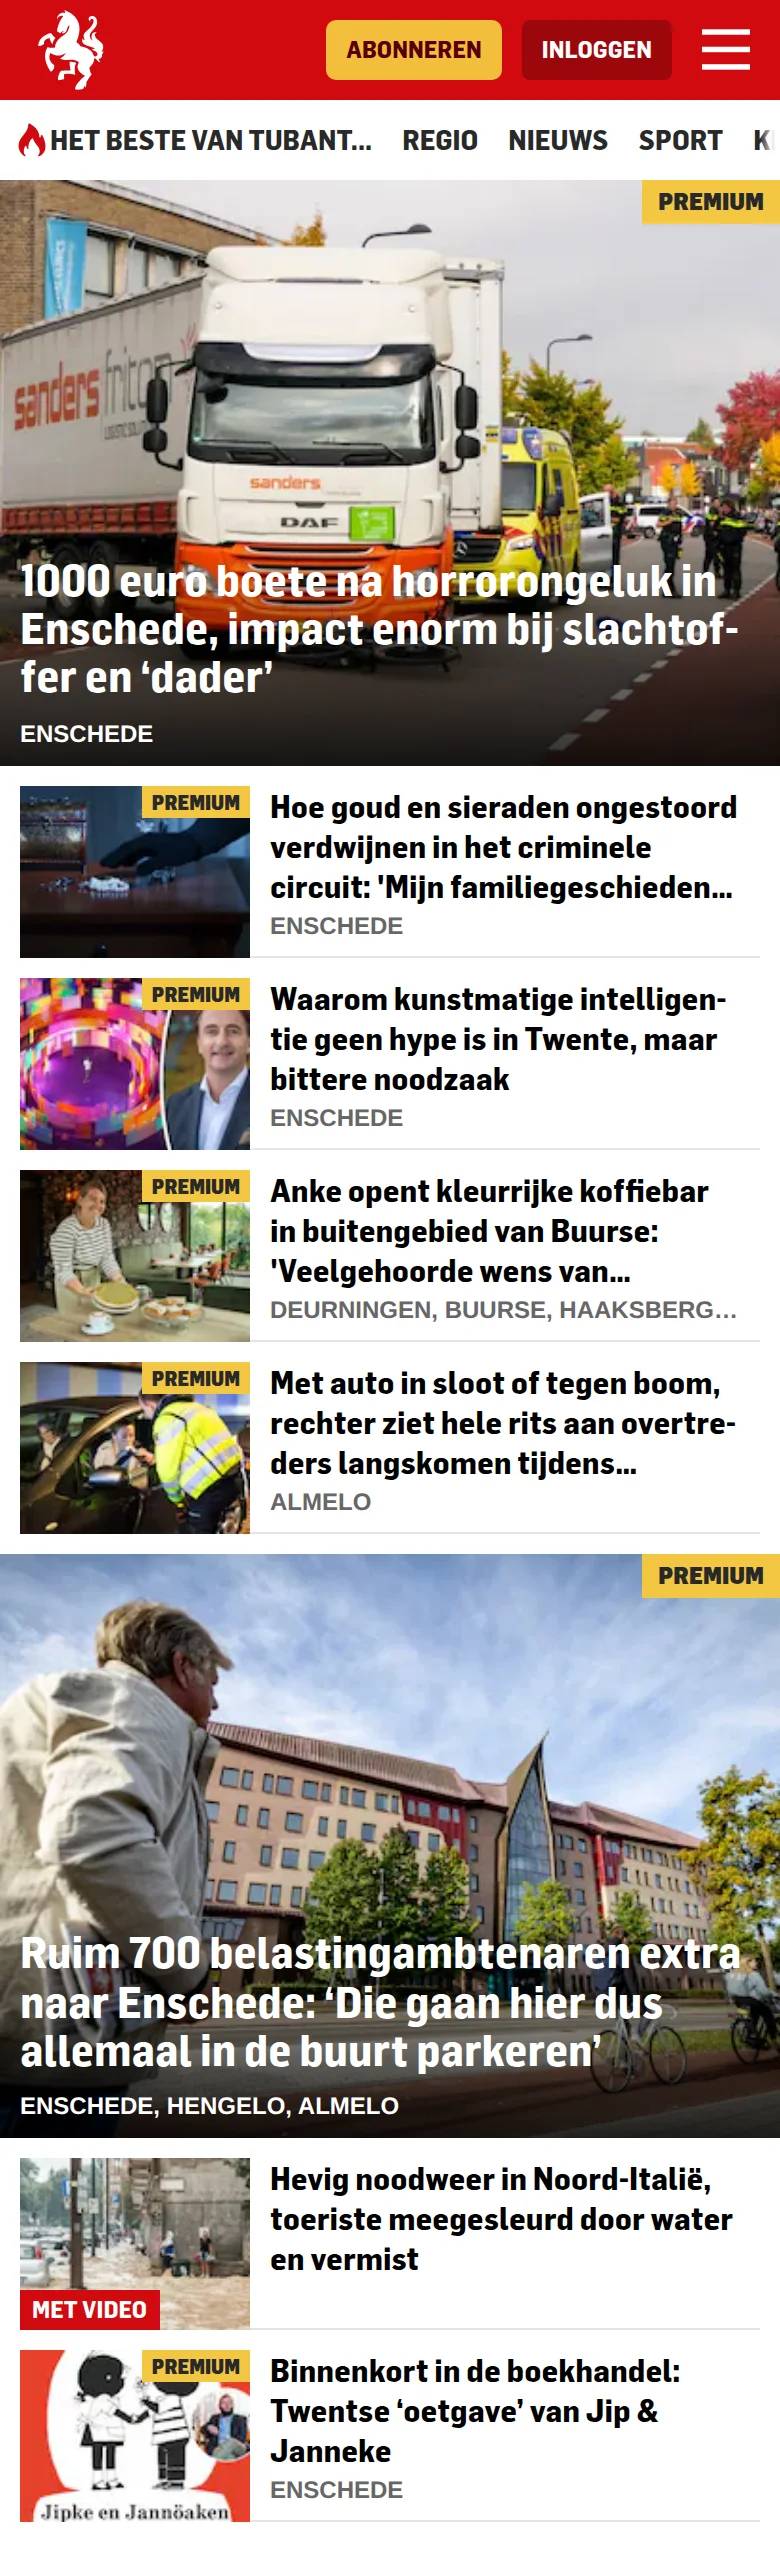 ABONNEREN
INLOGGEN
HET BESTE VAN TUBANT...
REGIO
NIEUWS
SPORT
PREMIUM
sanders fritom
sanders
DAF
1000 euro boete na horrorongeluk in
Enschede, impact enorm bij slachtof-
fer en ‘dader’
ENSCHEDE
PREMIUM
Hoe goud en sieraden ongestoord
verdwijnen in het criminele
circuit: 'Mijn familiegeschieden...
ENSCHEDE
PREMIUM
Waarom kunstmatige intelligen-
tie geen hype is in Twente, maar
bittere noodzaak
ENSCHEDE
PREMIUM
Anke opent kleurrijke koffiebar
in buitengebied van Buurse:
'Veelgehoorde wens van...
DEURNINGEN, BUURSE, HAAKSBERG...
PREMIUM
Met auto in sloot of tegen boom,
rechter ziet hele rits aan overtre-
ders langskomen tijdens...
ALMELO
PREMIUM
Ruim 700 belastingambtenaren extra
naar Enschede: ‘Die gaan hier dus
allemaal in de buurt parkeren’
ENSCHEDE, HENGELO, ALMELO
Hevig noodweer in Noord-Italië,
toeriste meegesleurd door water
en vermist
MET VIDEO
PREMIUM
Binnenkort in de boekhandel:
Twentse ‘oetgave’ van Jip &
Janneke
ENSCHEDE
Jipke en Jannöaken